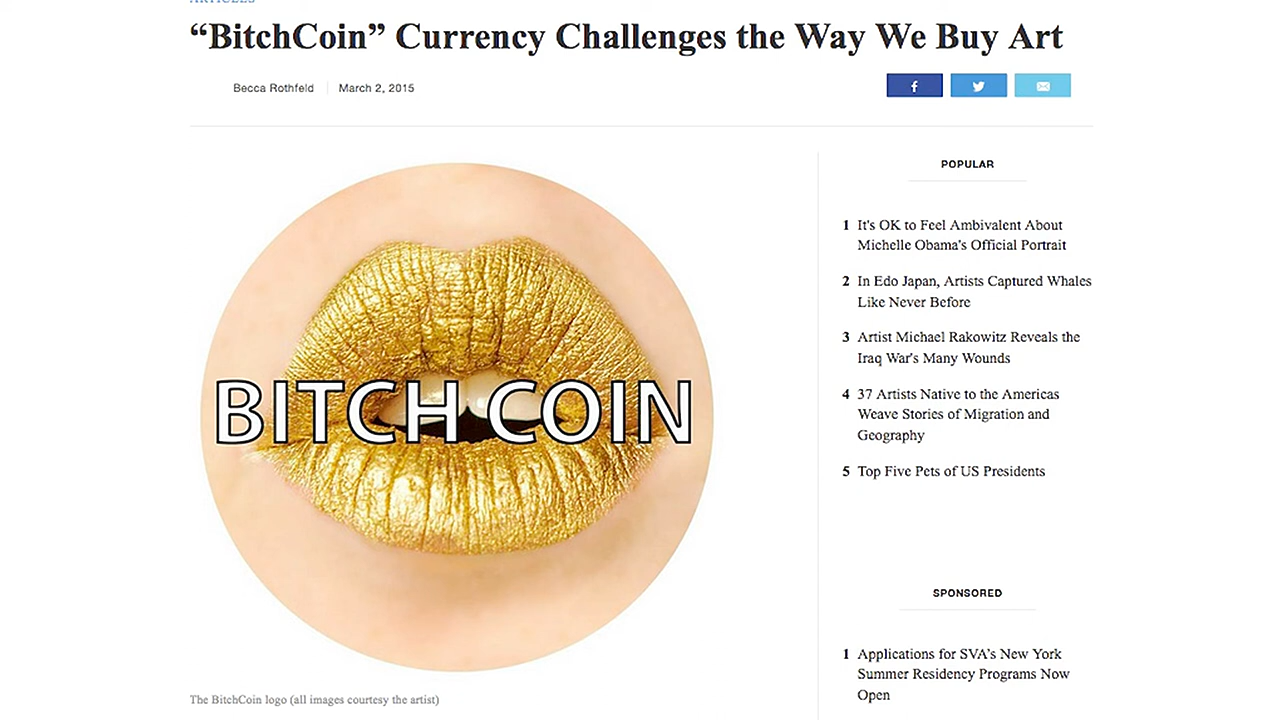 ARTICLES
“BitchCoin” Currency Challenges the Way We Buy Art
Becca Rothfeld
March 2, 2015
BITCH COIN
The BitchCoin logo (all images courtesy the artist)
POPULAR
1 It's OK to Feel Ambivalent About
Michelle Obama's Official Portrait
2 In Edo Japan, Artists Captured Whales
Like Never Before
3 Artist Michael Rakowitz Reveals the
Iraq War's Many Wounds
4 37 Artists Native to the Americas
Weave Stories of Migration and
Geography
5 Top Five Pets of US Presidents
SPONSORED
1 Applications for SVA’s New York
Summer Residency Programs Now
Open